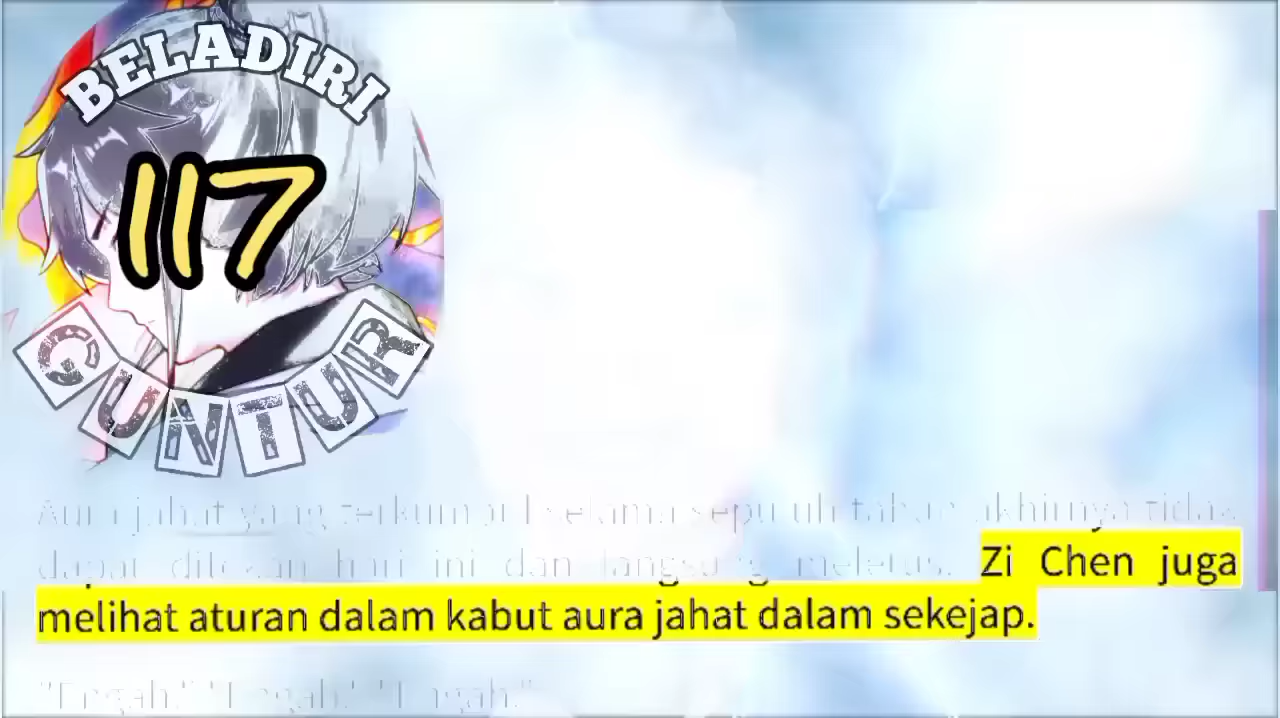 BELADIRI
117
GUNTUR
Aura jahat yang terkumpul selama sepuluh tahun akhirnya tidak
dapat ditekan hari ini dan langsung meletus. Zi Chen juga
melihat aturan dalam kabut aura jahat dalam sekejap.